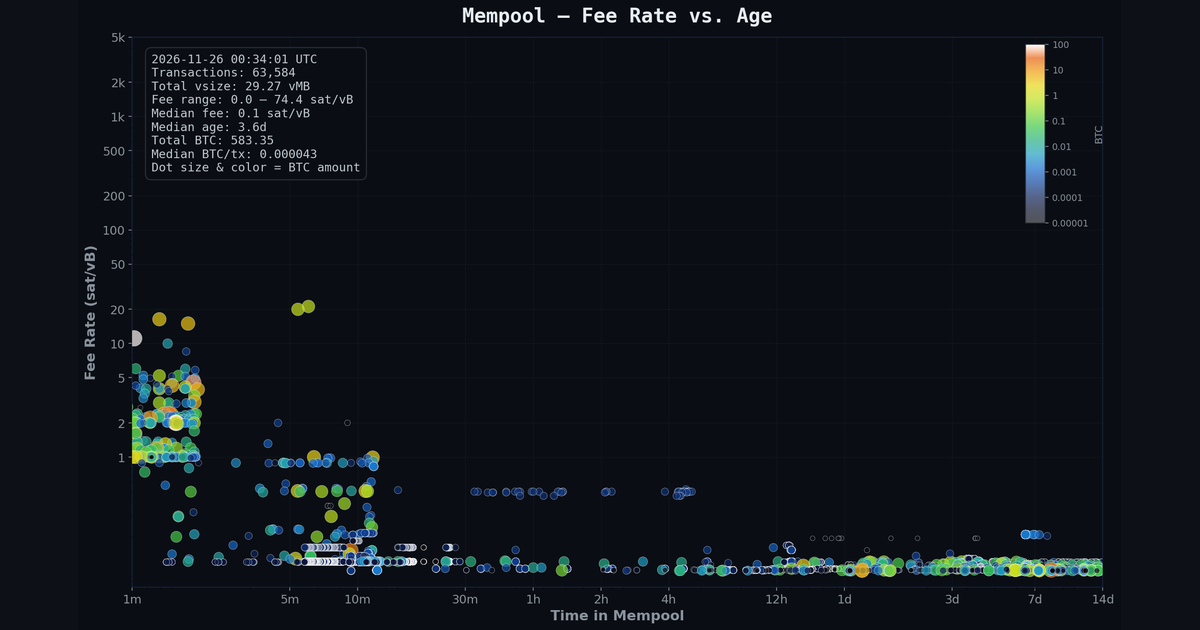 Mempool — Fee Rate vs. Age
2026-11-26 00:34:01 UTC
Transactions: 63,584
Total vsize: 29.27 vMB
Fee range: 0.0 – 74.4 sat/vB
Median fee: 0.1 sat/vB
Median age: 3.6d
Total BTC: 583.35
Median BTC/tx: 0.000043
Dot size & color = BTC amount
100
10
1
0.1
0.01
0.001
0.0001
0.00001
BTC
Fee Rate (sat/vB)
5k
2k
1k
500
200
100
50
20
10
5
2
1
1m
5m
10m
30m
1h
2h
4h
12h
1d
3d
7d
14d
Time in Mempool